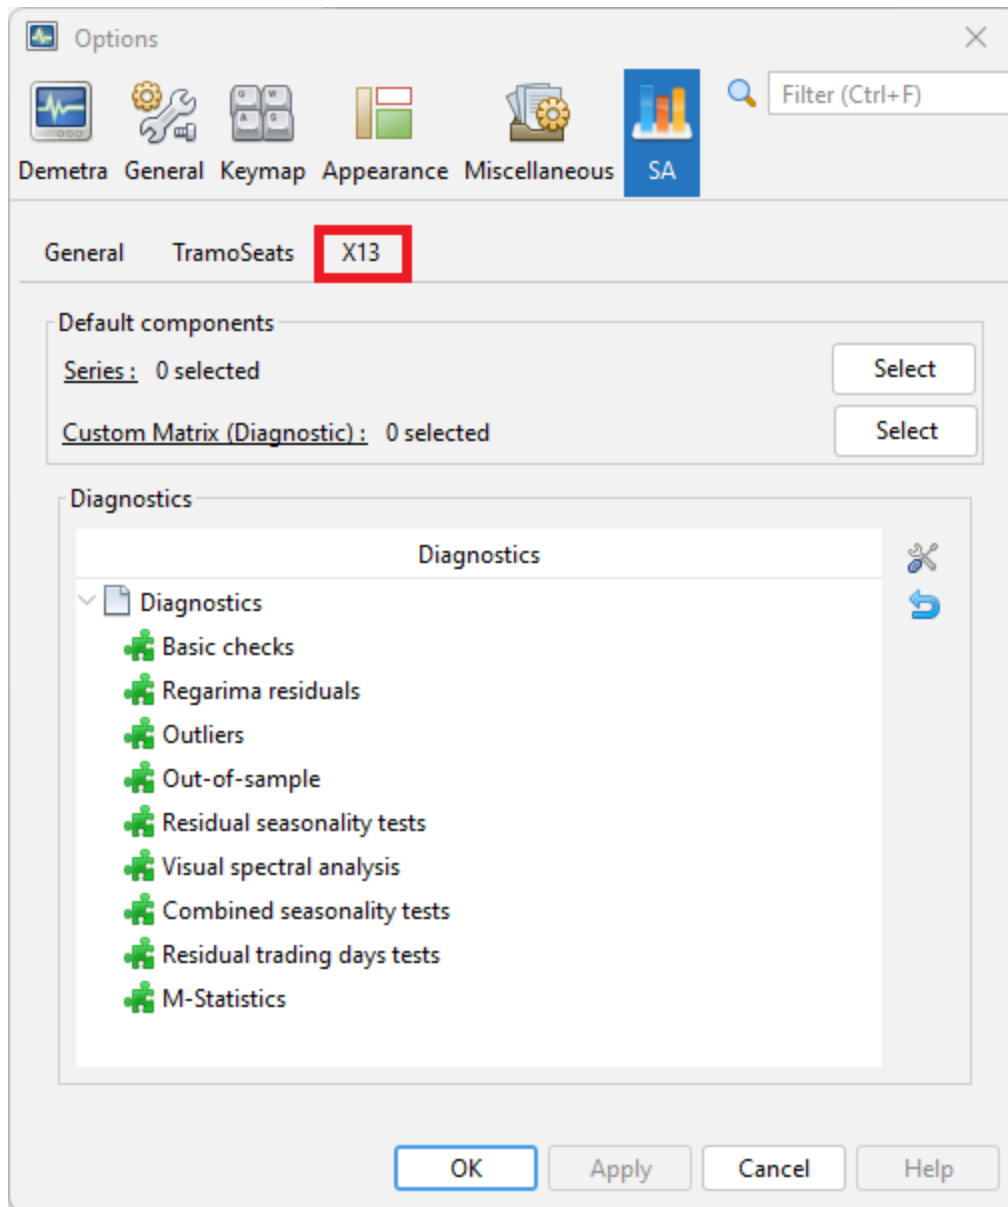 Options
Filter (Ctrl+F)
Demetra General Keymap Appearance Miscellaneous SA
General TramoSeats X13
Default components
Series : 0 selected Select
Custom Matrix (Diagnostic) : 0 selected Select
Diagnostics
Diagnostics
Diagnostics
Basic checks
Regarima residuals
Outliers
Out-of-sample
Residual seasonality tests
Visual spectral analysis
Combined seasonality tests
Residual trading days tests
M-Statistics
OK Apply Cancel Help